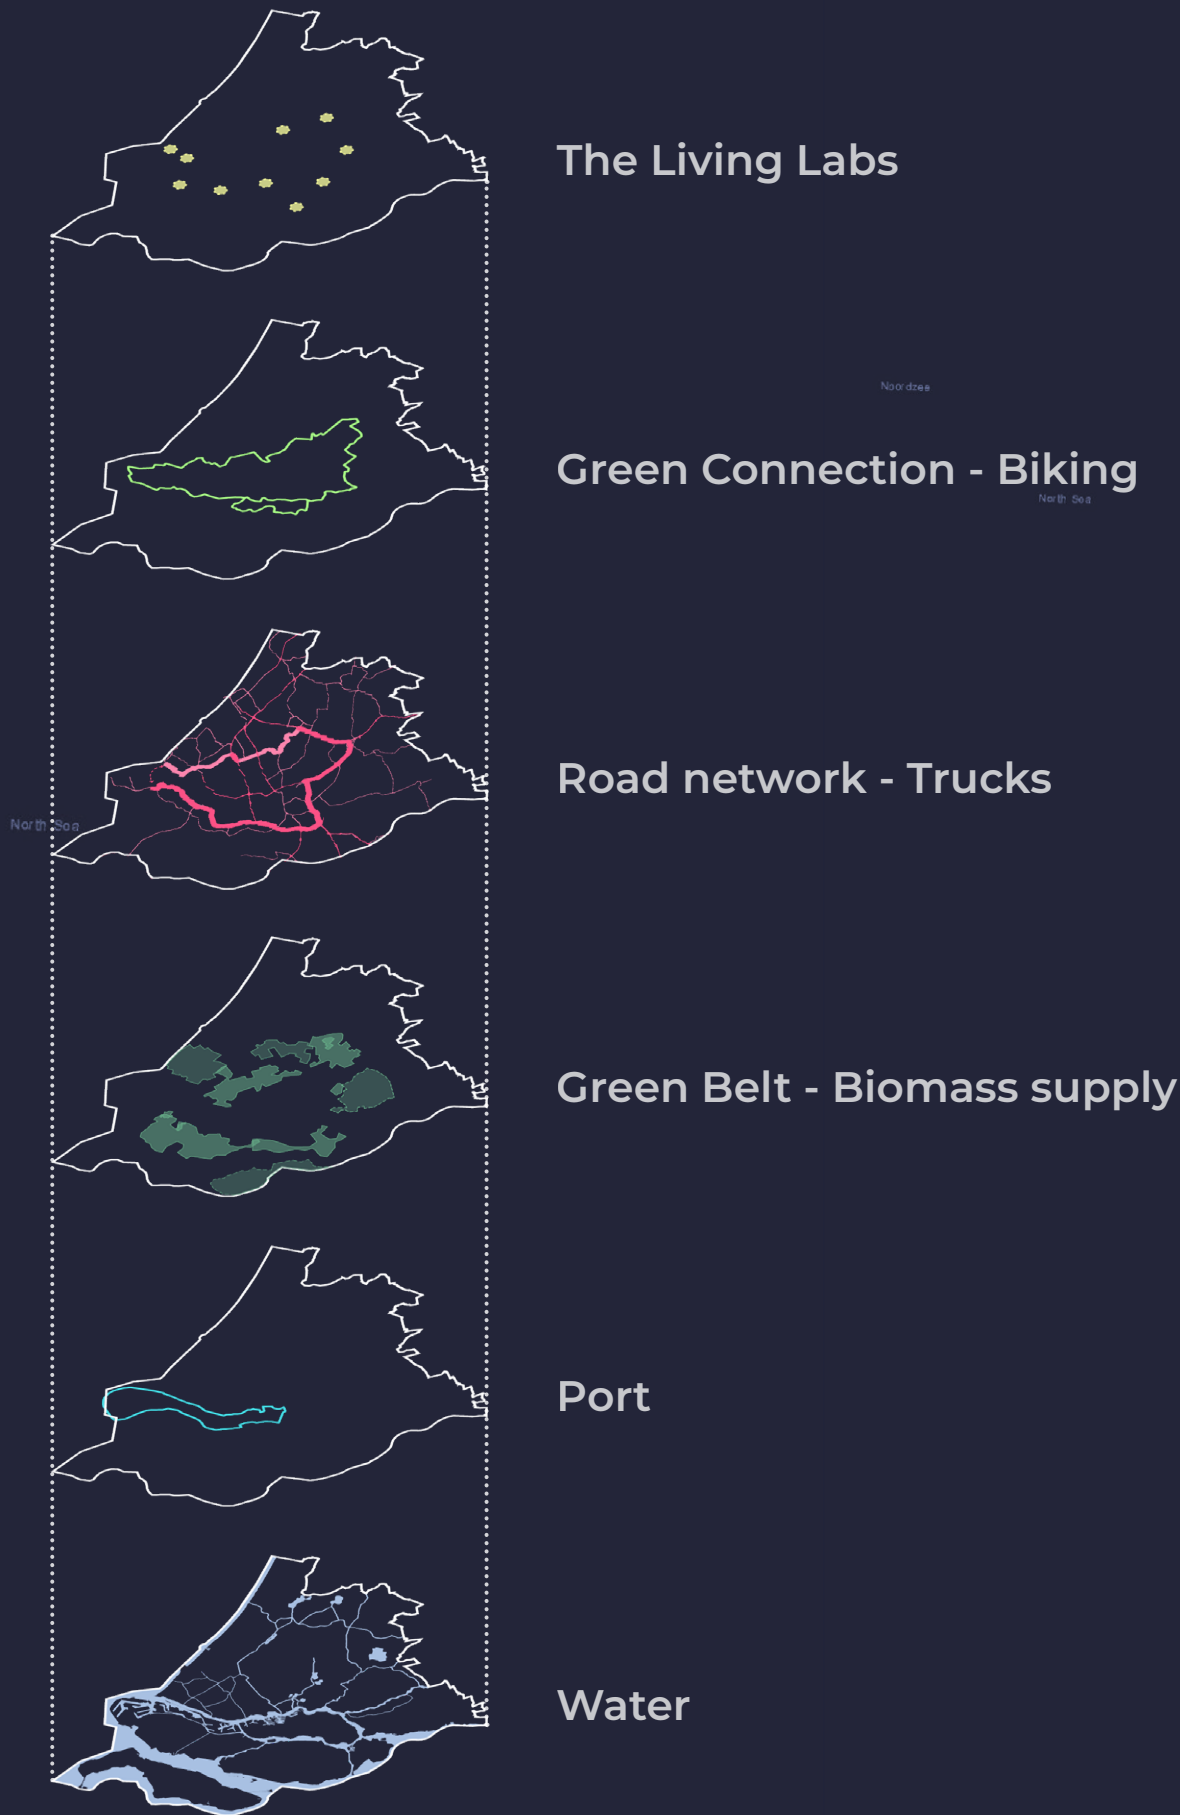 The Living Labs
Noordzee
Green Connection - Biking
North Sea
Road network - Trucks
North Sea
Green Belt - Biomass supply
Port
Water